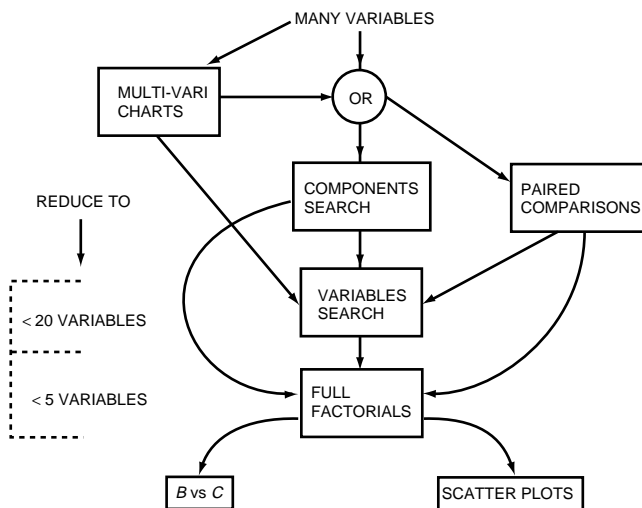 MANY VARIABLES
MULTI-VARI
CHARTS
OR
COMPONENTS
SEARCH
PAIRED
COMPARISONS
REDUCE TO
VARIABLES
SEARCH
< 20 VARIABLES
FULL
FACTORIALS
< 5 VARIABLES
B vs C
SCATTER PLOTS